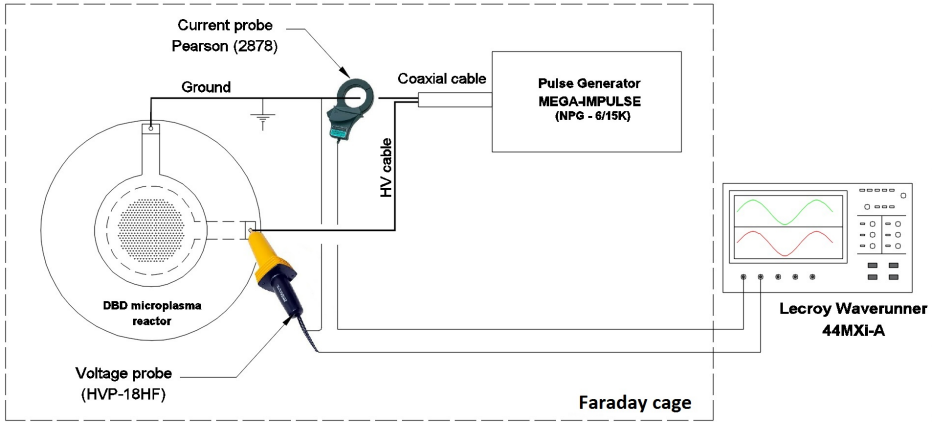 Current probe
Pearson (2878)
Ground
Coaxial cable
Pulse Generator
MEGA-IMPULSE
(NPG - 6/15K)
HV cable
DBD microplasma
reactor
Lecroy Waverunner
44MXi-A
Voltage probe
(HVP-18HF)
Faraday cage